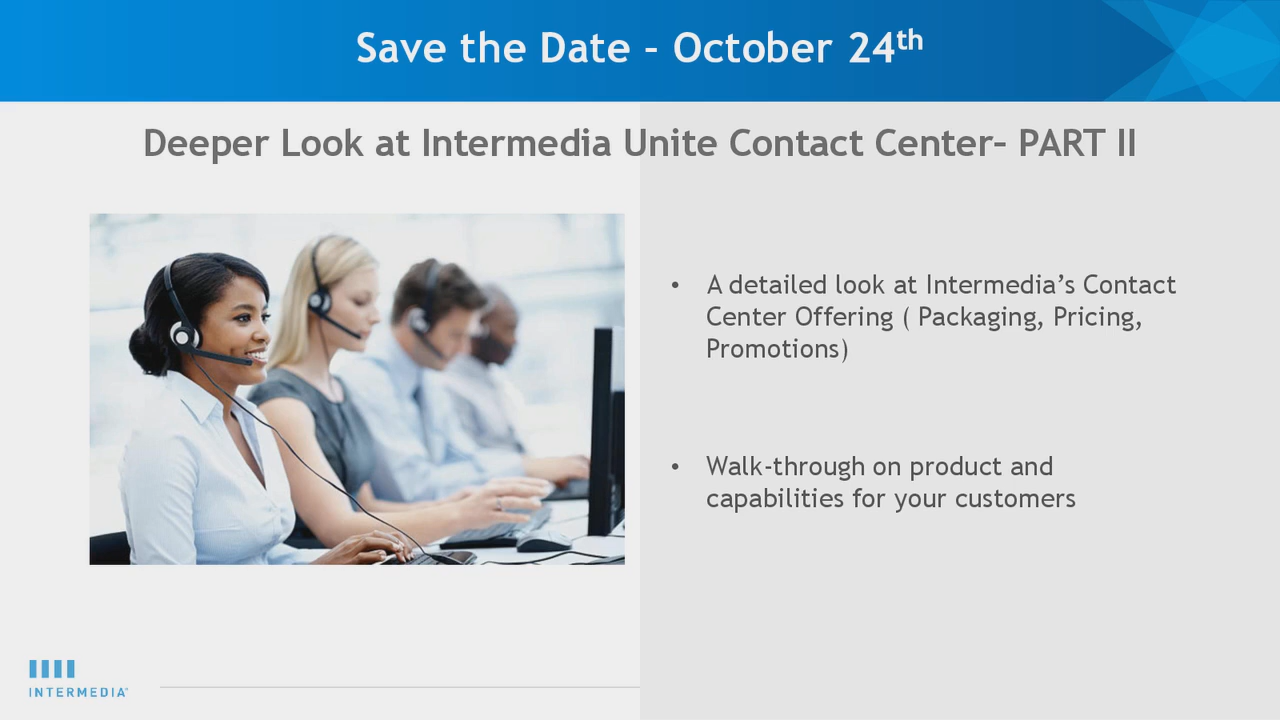 Save the Date - October 24th
Deeper Look at Intermedia Unite Contact Center– PART II
• A detailed look at Intermedia’s Contact
Center Offering ( Packaging, Pricing,
Promotions)
• Walk-through on product and
capabilities for your customers
INTERMEDIA